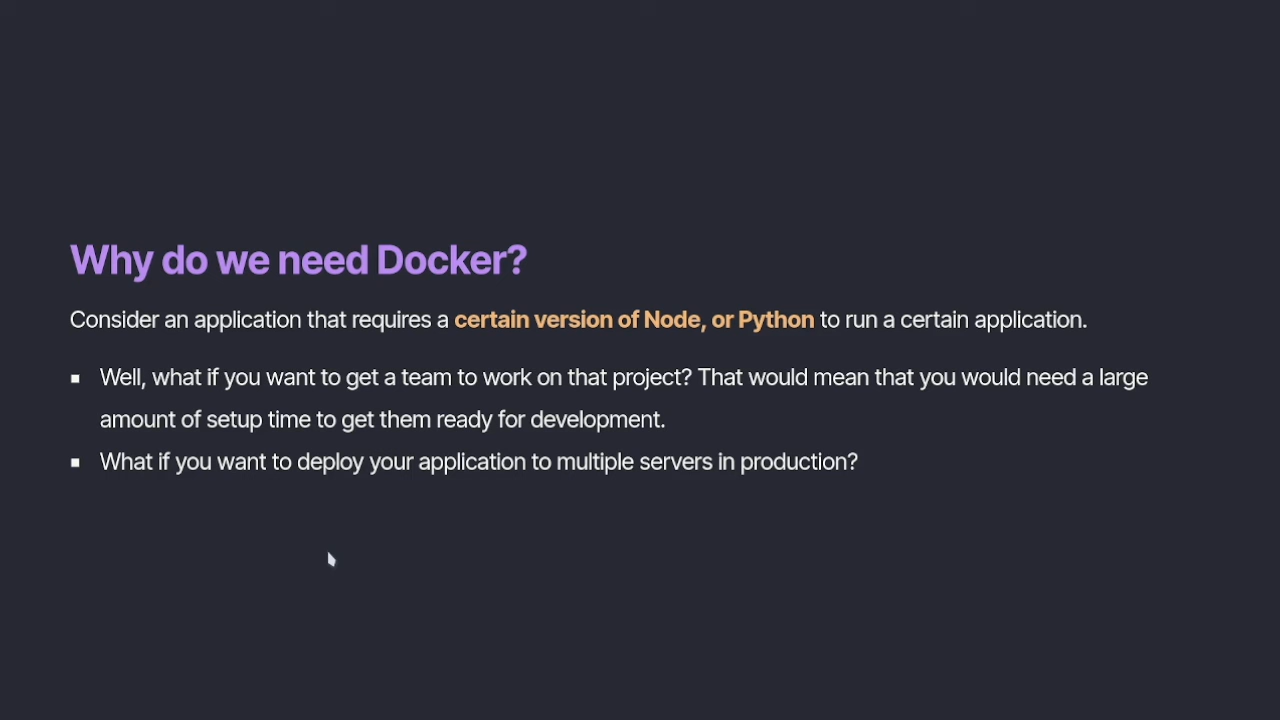 Why do we need Docker?
Consider an application that requires a certain version of Node, or Python to run a certain application.
▪ Well, what if you want to get a team to work on that project? That would mean that you would need a large
amount of setup time to get them ready for development.
▪ What if you want to deploy your application to multiple servers in production?